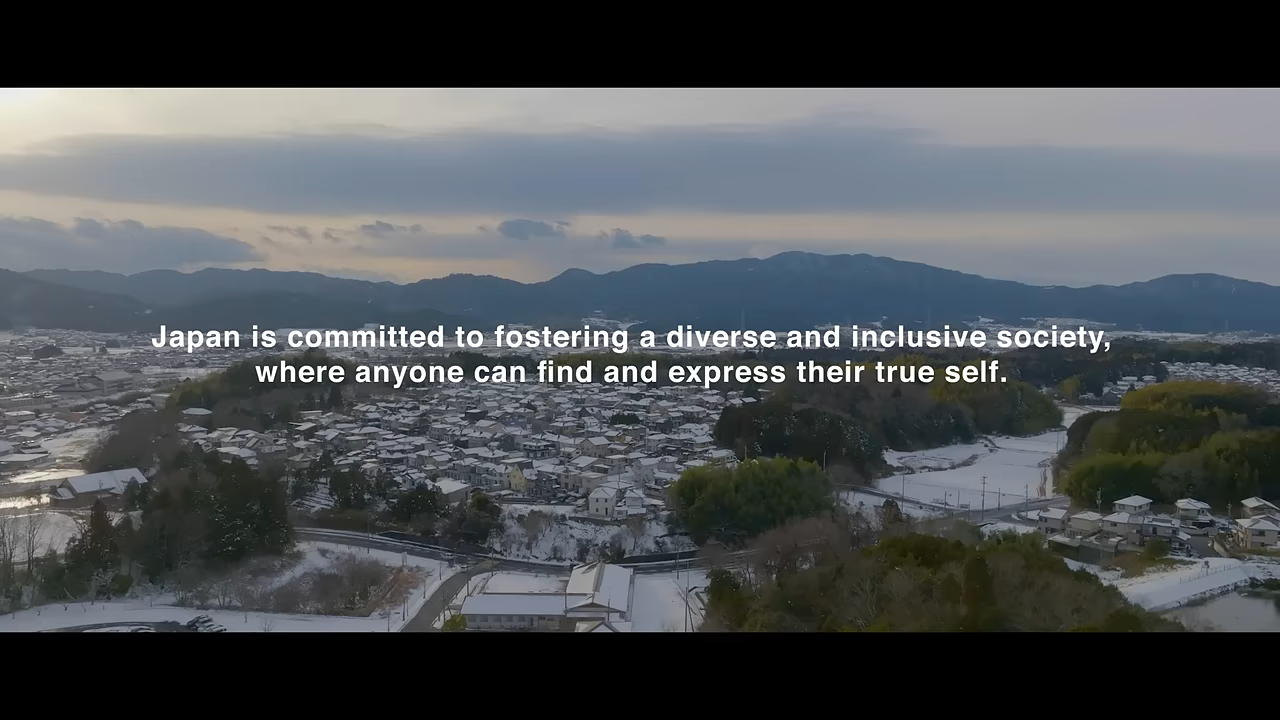 Japan is committed to fostering a diverse and inclusive society,
where anyone can find and express their true self.